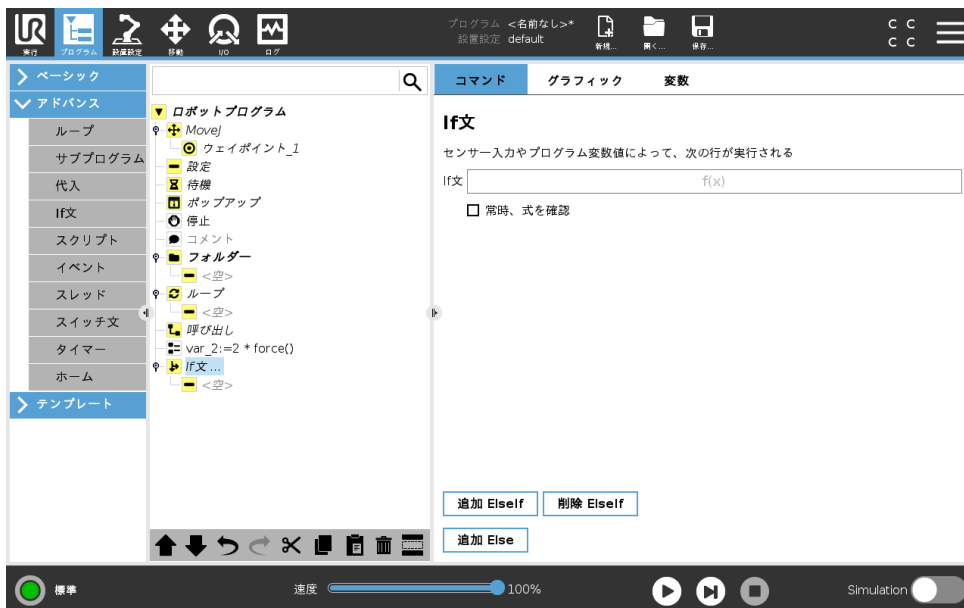 UR
実行
プログラム
設置設定
移動
I/O
ログ
プログラム <名前なし>*
設置設定 default
新規...
開く...
保存...
C C
C C
ベーシック
アドバンス
ループ
サブプログラム
代入
If文
スクリプト
イベント
スレッド
スイッチ文
タイマー
ホーム
テンプレート
ロボットプログラム
MoveJ
ウェイポイント_1
設定
待機
ポップアップ
停止
コメント
フォルダー
<空>
ループ
<空>
呼び出し
var_2:=2 * force()
If文 ...
<空>
コマンド グラフィック 変数
If文
センサー入力やプログラム変数値によって、次の行が実行される
If文 f(x)
常時、式を確認
追加 ElseIf 削除 ElseIf
追加 Else
標準
速度 100%
Simulation